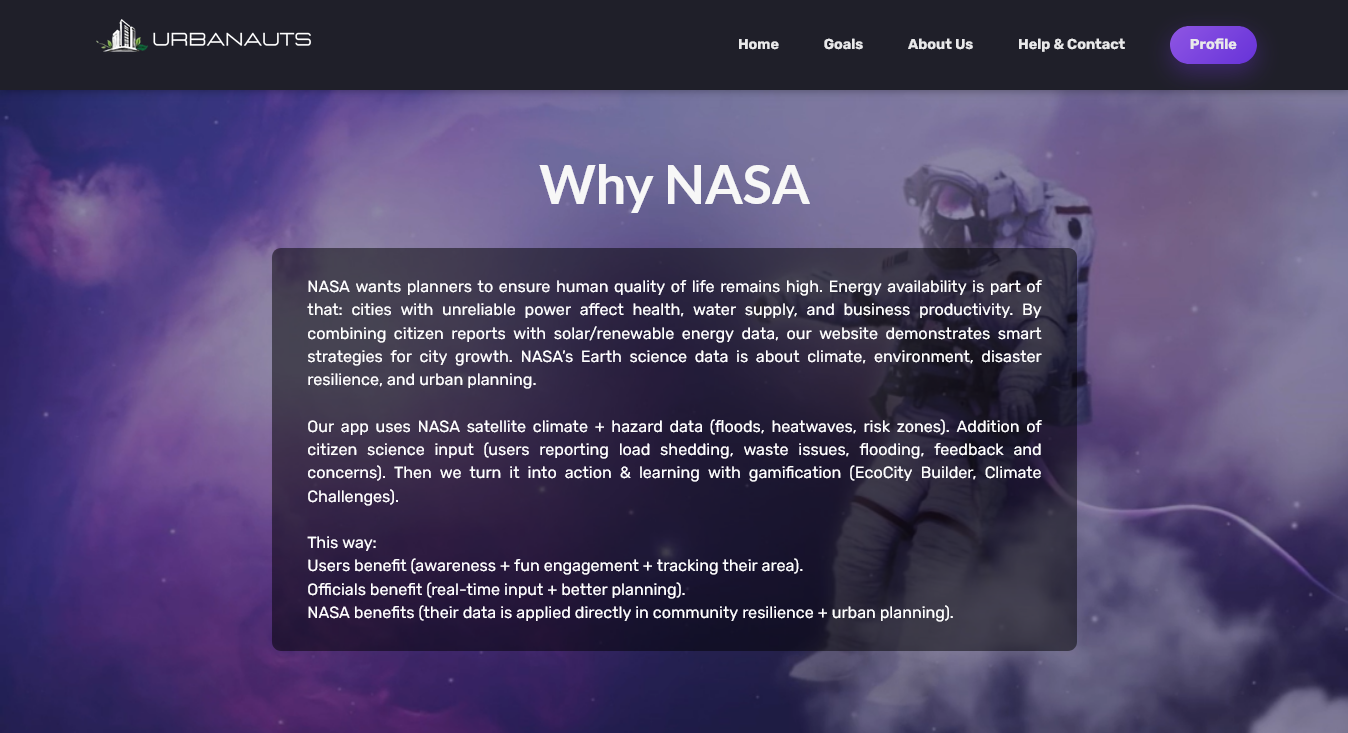 URBANAUTS
Home
Goals
About Us
Help & Contact
Profile
Why NASA
NASA wants planners to ensure human quality of life remains high. Energy availability is part of
that: cities with unreliable power affect health, water supply, and business productivity. By
combining citizen reports with solar/renewable energy data, our website demonstrates smart
strategies for city growth. NASA’s Earth science data is about climate, environment, disaster
resilience, and urban planning.
Our app uses NASA satellite climate + hazard data (floods, heatwaves, risk zones). Addition of
citizen science input (users reporting load shedding, waste issues, flooding, feedback and
concerns). Then we turn it into action & learning with gamification (EcoCity Builder, Climate
Challenges).
This way:
Users benefit (awareness + fun engagement + tracking their area).
Officials benefit (real-time input + better planning).
NASA benefits (their data is applied directly in community resilience + urban planning).